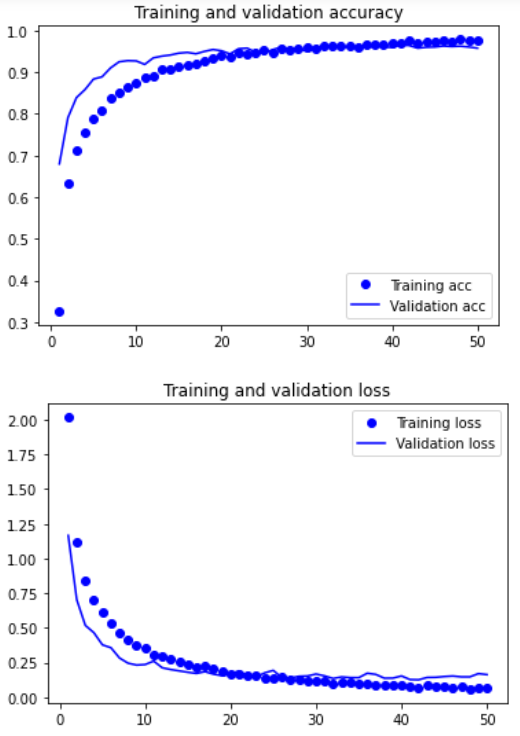 Training and validation accuracy
1.0
0.9
0.8
0.7
0.6
0.5
0.4
0.3
Training acc
Validation acc
0 10 20 30 40 50
Training and validation loss
2.00
1.75
1.50
1.25
1.00
0.75
0.50
0.25
0.00
Training loss
Validation loss
0 10 20 30 40 50